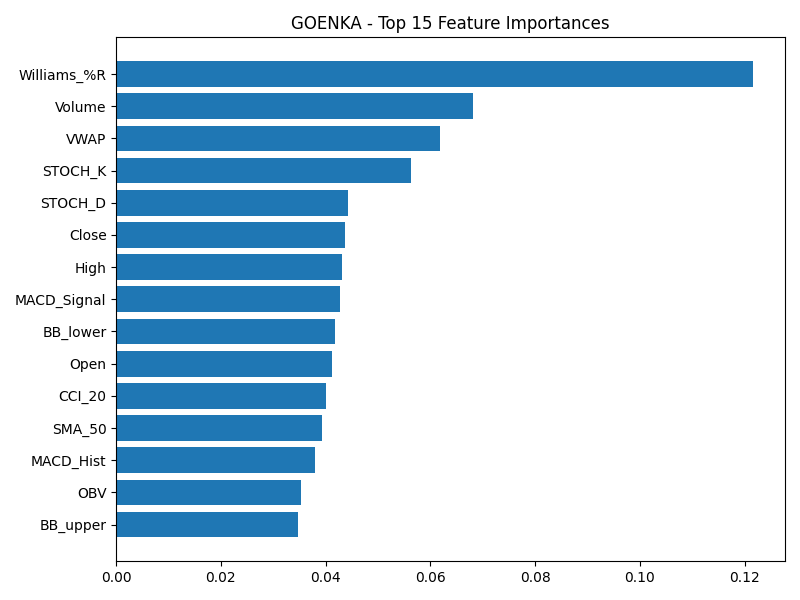 GOENKA - Top 15 Feature Importances
Williams_%R
Volume
VWAP
STOCH_K
STOCH_D
Close
High
MACD_Signal
BB_lower
Open
CCI_20
SMA_50
MACD_Hist
OBV
BB_upper
0.00 0.02 0.04 0.06 0.08 0.10 0.12